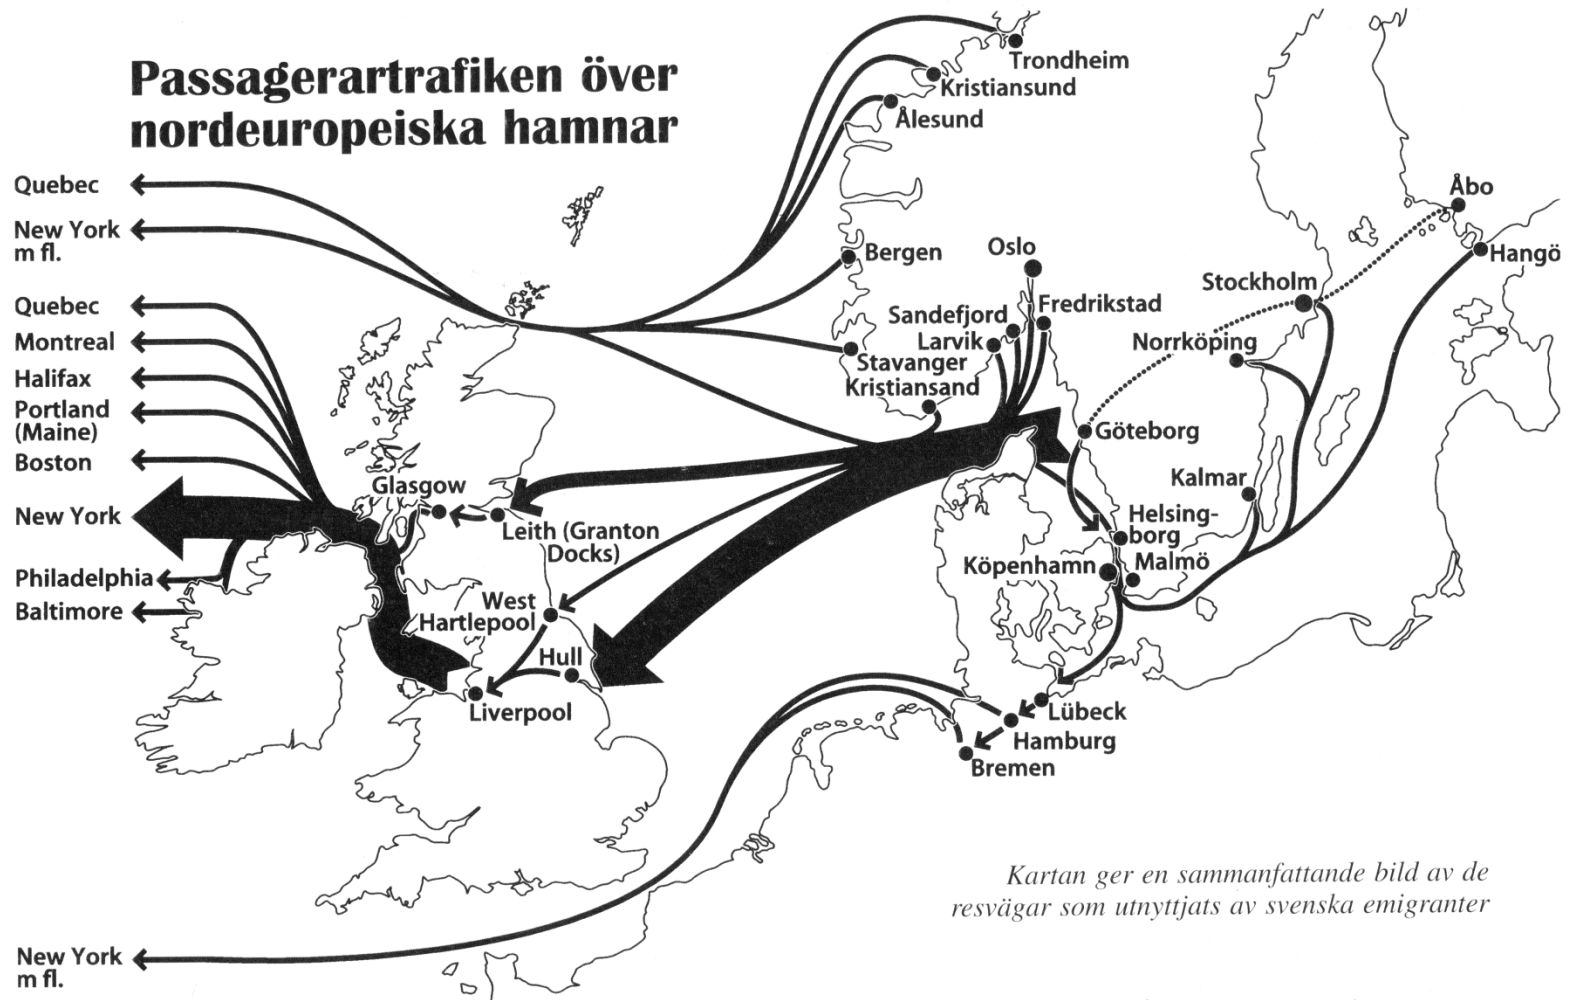 Passagerartrafiken över
nordeuropeiska hamnar
Quebec
New York
m fl.
Quebec
Montreal
Halifax
Portland
(Maine)
Boston
New York
Philadelphia
Baltimore
New York
m fl.
Trondheim
Kristiansund
Ålesund
Bergen
Oslo
Sandefjord
Fredrikstad
Larvik
Stavanger
Kristiansand
Åbo
Hangö
Stockholm
Norrköping
Göteborg
Kalmar
Helsing-
borg
Malmö
Köpenhamn
Glasgow
Leith (Granton
Docks)
West
Hartlepool
Hull
Liverpool
Lübeck
Hamburg
Bremen
Kartan ger en sammanfattande bild av de
resvägar som utnyttjats av svenska emigranter